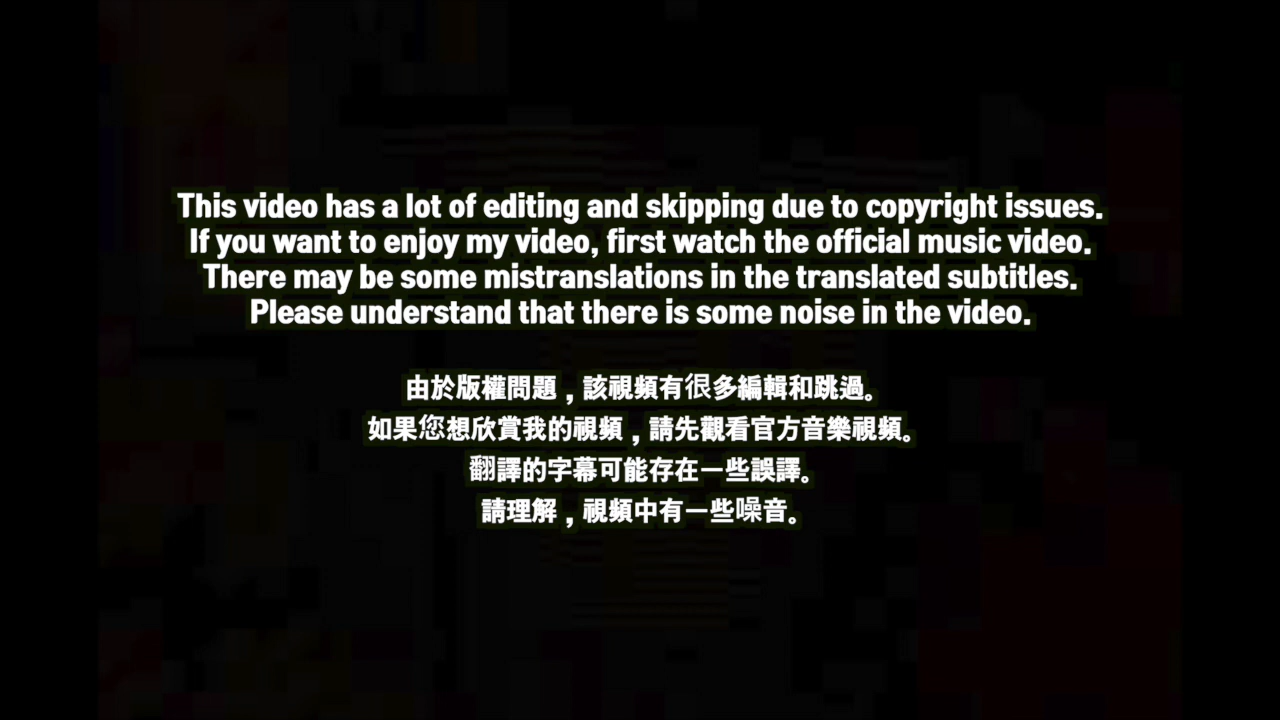 This video has a lot of editing and skipping due to copyright issues.
If you want to enjoy my video, first watch the official music video.
There may be some mistranslations in the translated subtitles.
Please understand that there is some noise in the video.
由於版權問題，該視頻有很多編輯和跳過。
如果您想欣賞我的視頻，請先觀看官方音樂視頻。
翻譯的字幕可能存在一些誤譯。
請理解，視頻中有一些噪音。